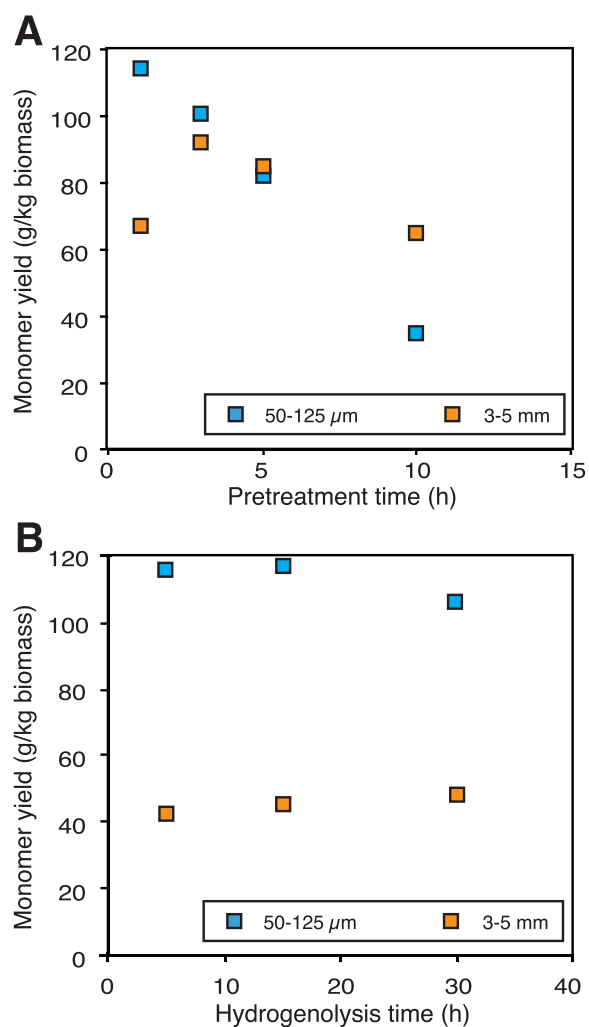 A
Monomer yield (g/kg biomass)
120
100
80
60
40
20
0
50-125 µm
3-5 mm
0 5 10 15
Pretreatment time (h)
B
Monomer yield (g/kg biomass)
120
100
80
60
40
20
0
50-125 µm
3-5 mm
0 10 20 30 40
Hydrogenolysis time (h)